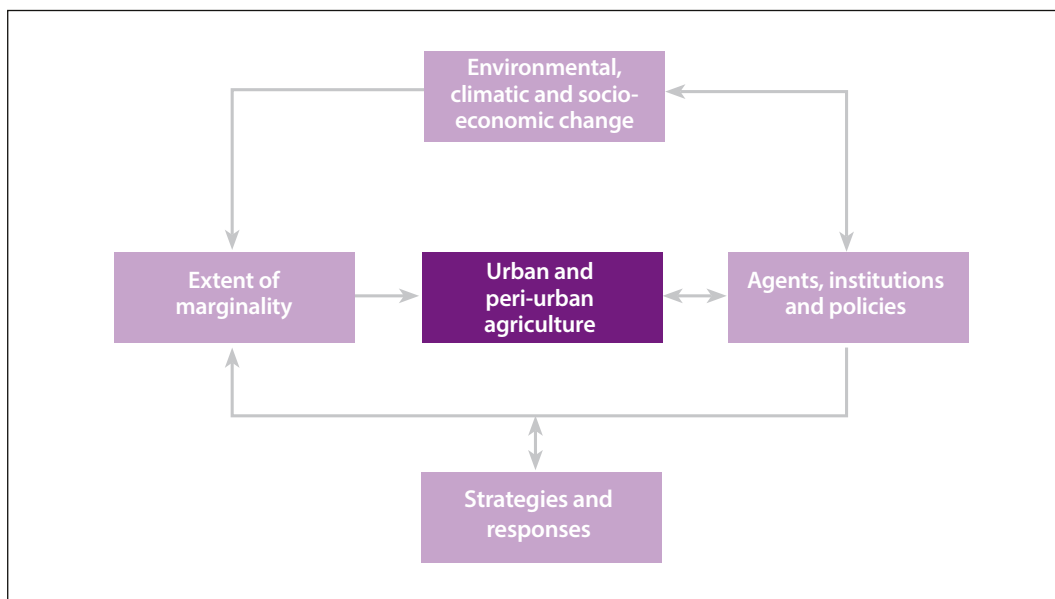 Environmental,
climatic and socio-
economic change
Extent of
marginality
Urban and
peri-urban
agriculture
Agents, institutions
and policies
Strategies and
responses